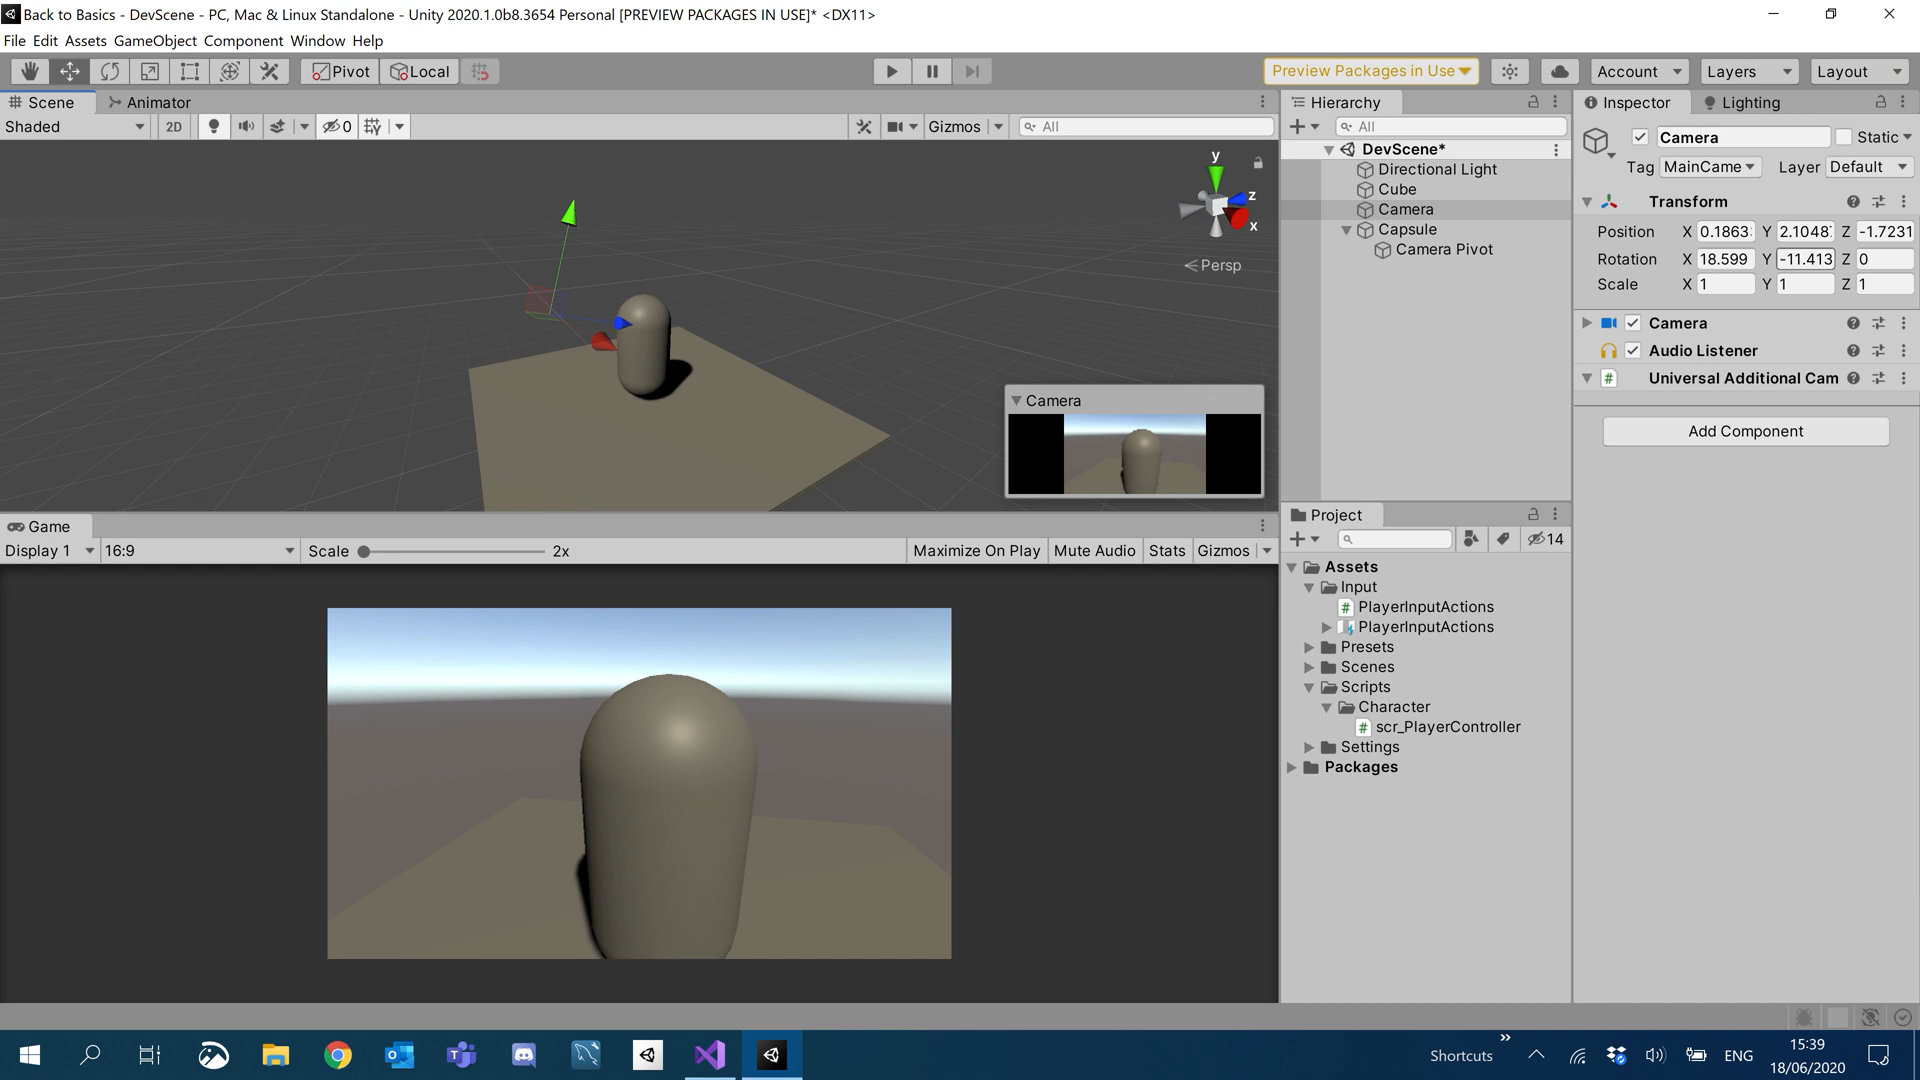 Back to Basics - DevScene - PC, Mac & Linux Standalone - Unity 2020.1.0b8.3654 Personal [PREVIEW PACKAGES IN USE]* <DX11>
File Edit Assets GameObject Component Window Help
Pivot Local Preview Packages in Use Account Layers Layout
Scene Animator
Shaded 2D 0 Gizmos All
y
z
x
Persp
Camera
Game
Display 1 16:9 Scale 2x Maximize On Play Mute Audio Stats Gizmos
Hierarchy
All
DevScene*
Directional Light
Cube
Camera
Capsule
Camera Pivot
Project
14
Assets
Input
PlayerInputActions
PlayerInputActions
Presets
Scenes
Scripts
Character
scr_PlayerController
Settings
Packages
Inspector Lighting
Camera Static
Tag MainCame Layer Default
Transform
Position X 0.1863 Y 2.1048 Z -1.7231
Rotation X 18.599 Y -11.413 Z 0
Scale X 1 Y 1 Z 1
Camera
Audio Listener
# Universal Additional Cam
Add Component
Shortcuts ENG 15:39
18/06/2020